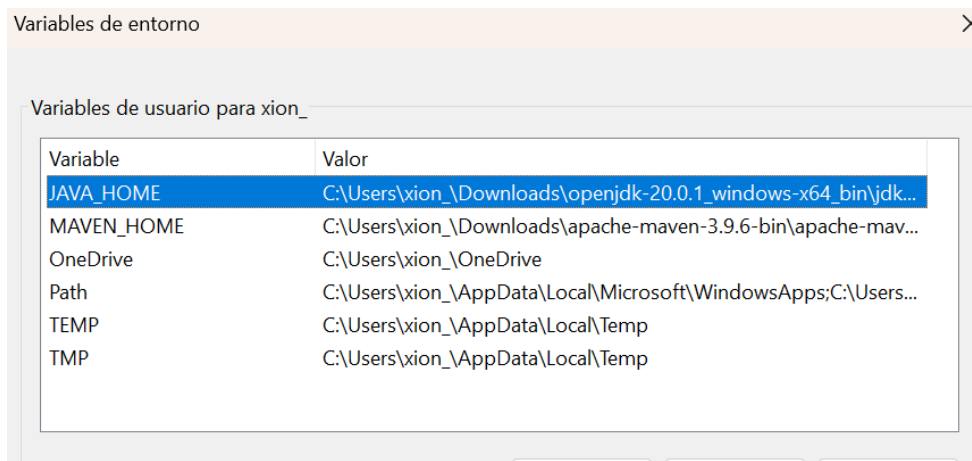 Variables de entorno
Variables de usuario para xion_
Variable Valor
JAVA_HOME C:\Users\xion_\Downloads\openjdk-20.0.1_windows-x64_bin\jdk...
MAVEN_HOME C:\Users\xion_\Downloads\apache-maven-3.9.6-bin\apache-mav...
OneDrive C:\Users\xion_\OneDrive
Path C:\Users\xion_\AppData\Local\Microsoft\WindowsApps;C:\Users...
TEMP C:\Users\xion_\AppData\Local\Temp
TMP C:\Users\xion_\AppData\Local\Temp